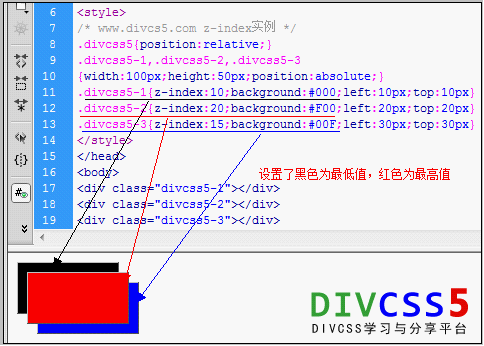 6 <style>
7 /* www.divcs5.com z-index实例 */
8 .divcss5{position:relative;}
9 .divcss5-1,.divcss5-2,.divcss5-3
10 {width:100px;height:50px;position:absolute;}
11 .divcss5-1{z-index:10;background:#000;left:10px;top:10px}
12 .divcss5-2{z-index:20;background:#F00;left:20px;top:20px}
13 .divcss5-3{z-index:15;background:#00F;left:30px;top:30px}
14 </style>
15 </head>
16 <body>
设置了黑色为最低值，红色为最高值
17 <div class="divcss5-1"></div>
18 <div class="divcss5-2"></div>
19 <div class="divcss5-3"></div>
DIVCSS5
DIVCSS学习与分享平台